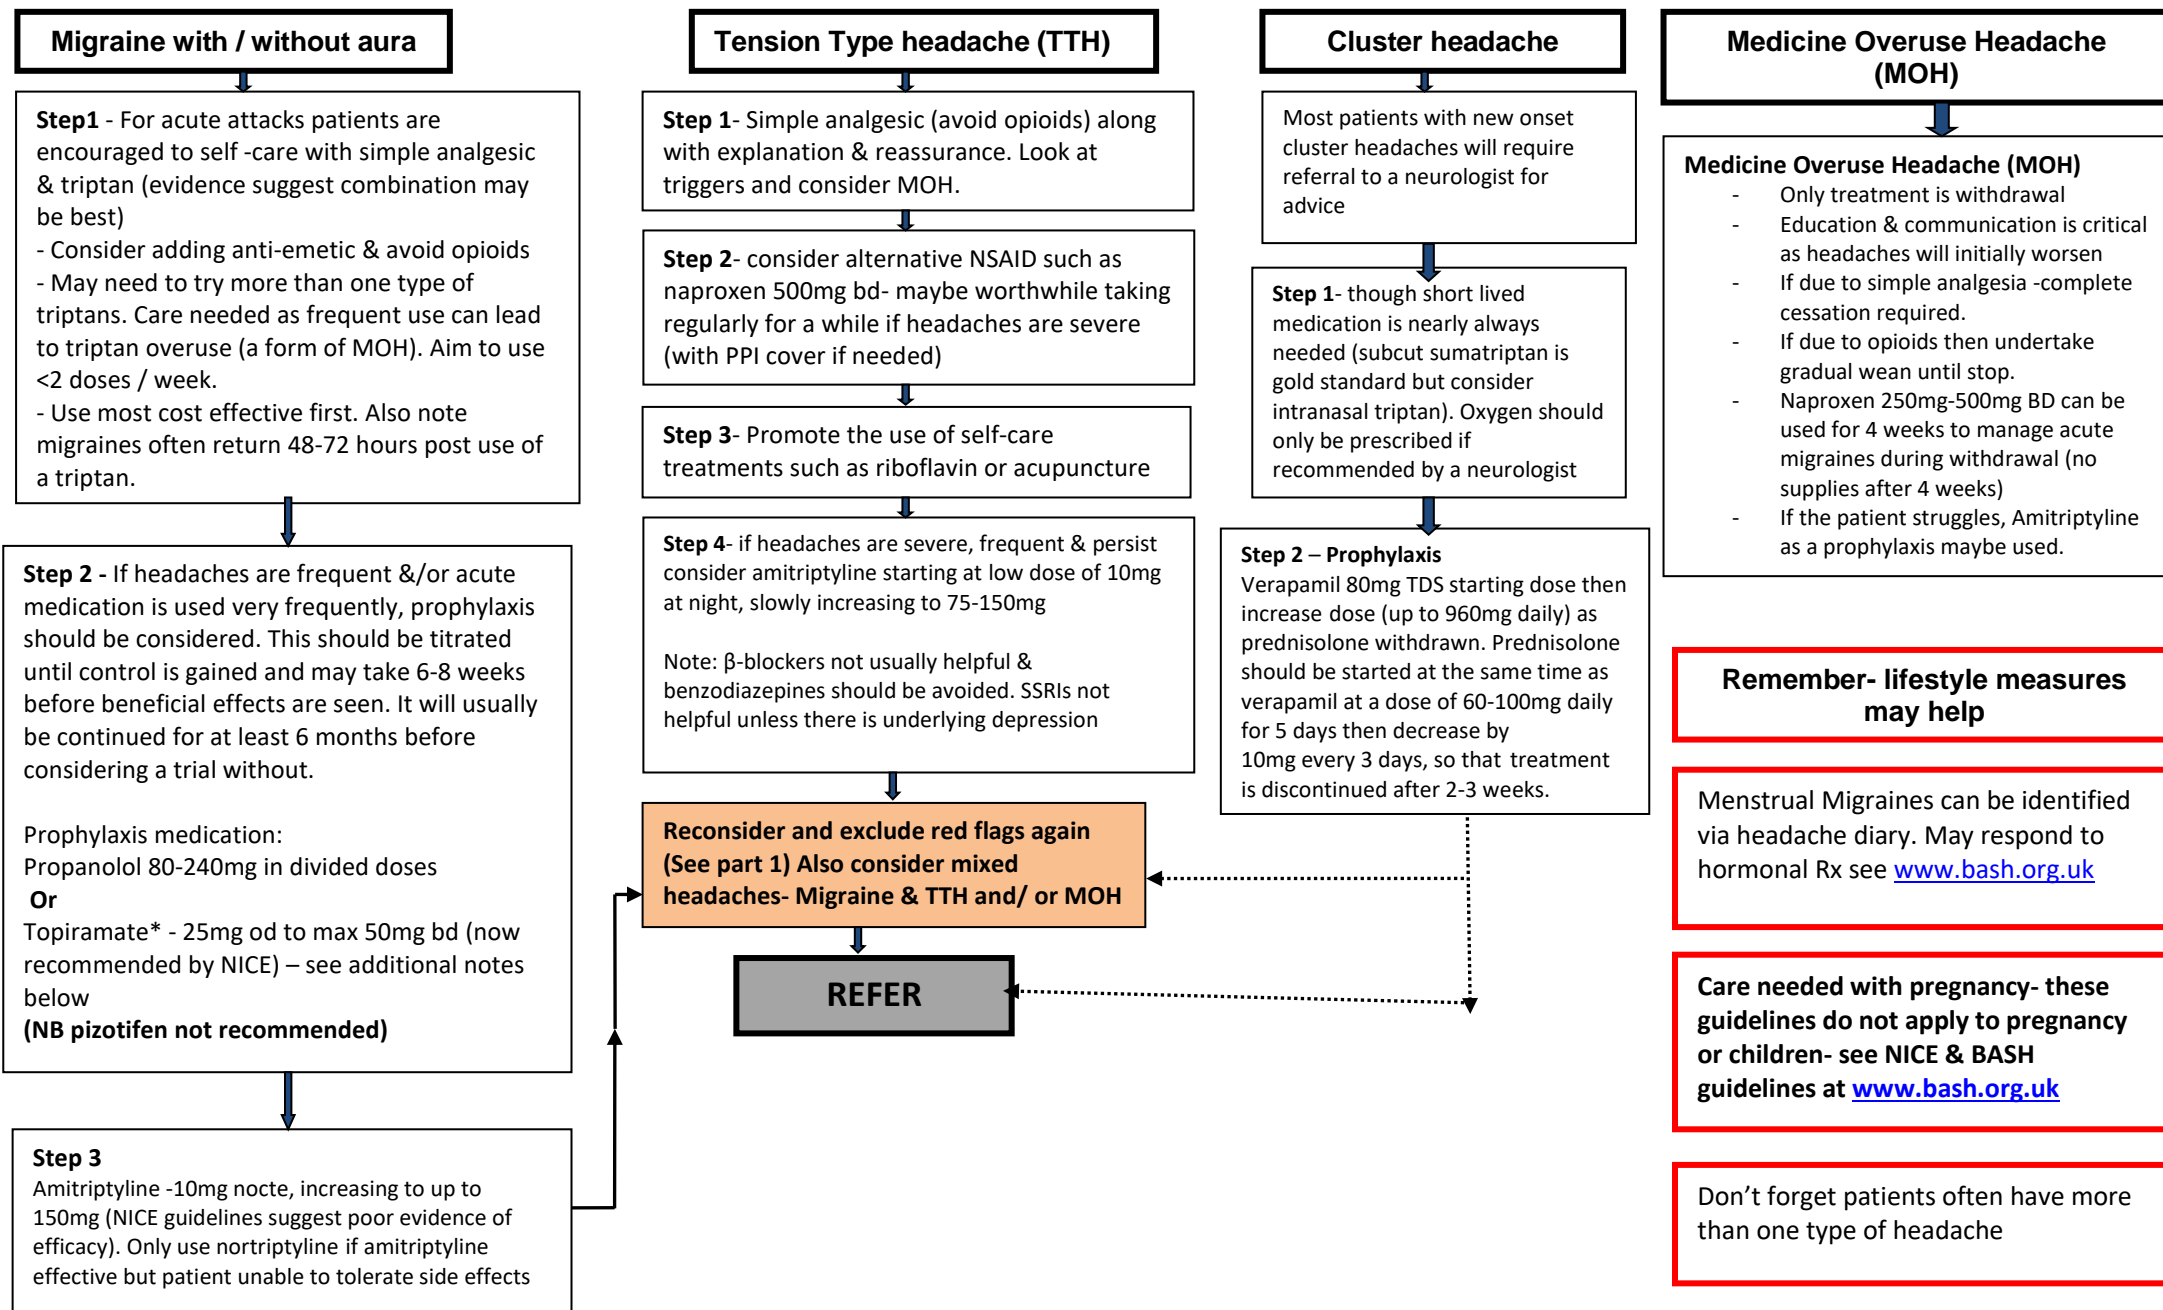 Migraine with / without aura
Step1 - For acute attacks patients are
encouraged to self -care with simple analgesic
& triptan (evidence suggest combination may
be best)
- Consider adding anti-emetic & avoid opioids
- May need to try more than one type of
triptans. Care needed as frequent use can lead
to triptan overuse (a form of MOH). Aim to use
<2 doses / week.
- Use most cost effective first. Also note
migraines often return 48-72 hours post use of
a triptan.
Step 2 - If headaches are frequent &/or acute
medication is used very frequently, prophylaxis
should be considered. This should be titrated
until control is gained and may take 6-8 weeks
before beneficial effects are seen. It will usually
be continued for at least 6 months before
considering a trial without.
Prophylaxis medication:
Propanolol 80-240mg in divided doses
Or
Topiramate* - 25mg od to max 50mg bd (now
recommended by NICE) – see additional notes
below
(NB pizotifen not recommended)
Step 3
Amitriptyline -10mg nocte, increasing to up to
150mg (NICE guidelines suggest poor evidence of
efficacy). Only use nortriptyline if amitriptyline
effective but patient unable to tolerate side effects
Tension Type headache (TTH)
Step 1- Simple analgesic (avoid opioids) along
with explanation & reassurance. Look at
triggers and consider MOH.
Step 2- consider alternative NSAID such as
naproxen 500mg bd- maybe worthwhile taking
regularly for a while if headaches are severe
(with PPI cover if needed)
Step 3- Promote the use of self-care
treatments such as riboflavin or acupuncture
Step 4- if headaches are severe, frequent & persist
consider amitriptyline starting at low dose of 10mg
at night, slowly increasing to 75-150mg
Note: β-blockers not usually helpful &
benzodiazepines should be avoided. SSRIs not
helpful unless there is underlying depression
Reconsider and exclude red flags again
(See part 1) Also consider mixed
headaches- Migraine & TTH and/ or MOH
REFER
Cluster headache
Most patients with new onset
cluster headaches will require
referral to a neurologist for
advice
Step 1- though short lived
medication is nearly always
needed (subcut sumatriptan is
gold standard but consider
intranasal triptan). Oxygen should
only be prescribed if
recommended by a neurologist
Step 2 – Prophylaxis
Verapamil 80mg TDS starting dose then
increase dose (up to 960mg daily) as
prednisolone withdrawn. Prednisolone
should be started at the same time as
verapamil at a dose of 60-100mg daily
for 5 days then decrease by
10mg every 3 days, so that treatment
is discontinued after 2-3 weeks.
Medicine Overuse Headache
(MOH)
Medicine Overuse Headache (MOH)
- Only treatment is withdrawal
- Education & communication is critical
as headaches will initially worsen
- If due to simple analgesia -complete
cessation required.
- If due to opioids then undertake
gradual wean until stop.
- Naproxen 250mg-500mg BD can be
used for 4 weeks to manage acute
migraines during withdrawal (no
supplies after 4 weeks)
- If the patient struggles, Amitriptyline
as a prophylaxis maybe used.
Remember- lifestyle measures
may help
Menstrual Migraines can be identified
via headache diary. May respond to
hormonal Rx see www.bash.org.uk
Care needed with pregnancy- these
guidelines do not apply to pregnancy
or children- see NICE & BASH
guidelines at www.bash.org.uk
Don’t forget patients often have more
than one type of headache